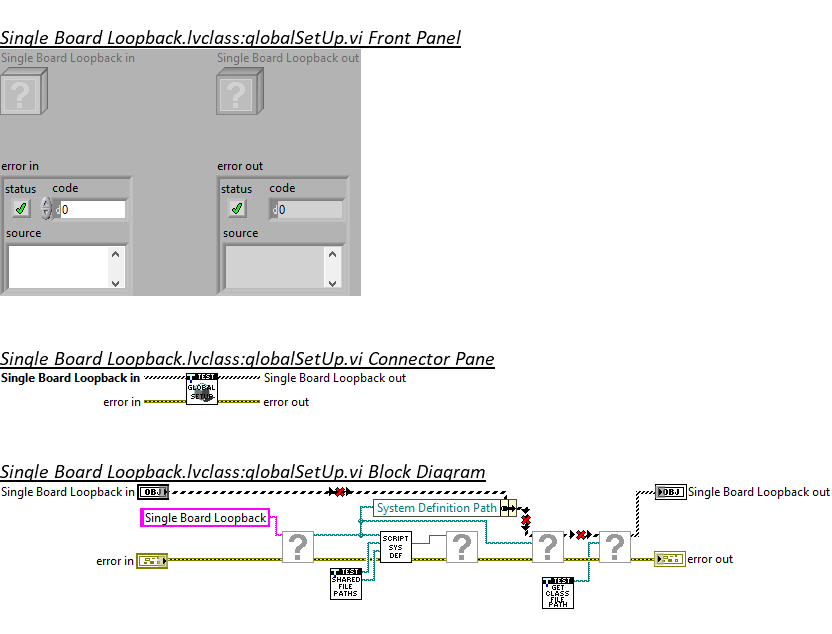 Single Board Loopback.lvclass:globalSetUp.vi Front Panel
Single Board Loopback in
Single Board Loopback out
?
?
error in
error out
status
code
status
code
d
0
d
0
source
source
Single Board Loopback.lvclass:globalSetUp.vi Connector Pane
Single Board Loopback in
TEST
GLOBAL
SETUP
Single Board Loopback out
error in
error out
Single Board Loopback.lvclass:globalSetUp.vi Block Diagram
Single Board Loopback in
OBJ
OBJ
Single Board Loopback out
System Definition Path
Single Board Loopback
?
SCRIPT
SYS
DEF
?
?
?
error in
error out
TEST
SHARED
FILE
PATHS
TEST
GET
CLASS
FILE
PATH